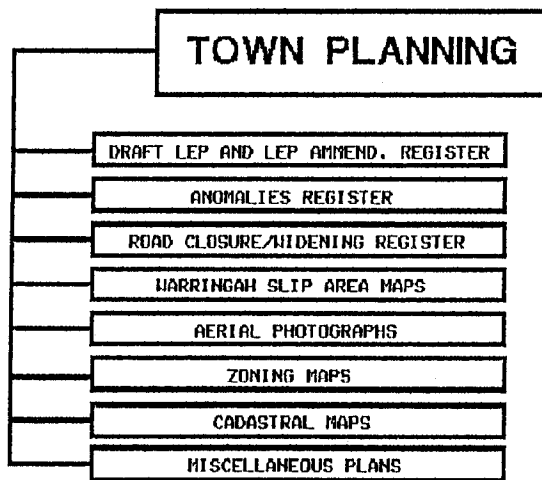 TOWN PLANNING
DRAFT LEP AND LEP AMMEND. REGISTER
ANOMALIES REGISTER
ROAD CLOSURE/WIDENING REGISTER
WARRINGAH SLIP AREA MAPS
AERIAL PHOTOGRAPHS
ZONING MAPS
CADASTRAL MAPS
MISCELLANEOUS PLANS